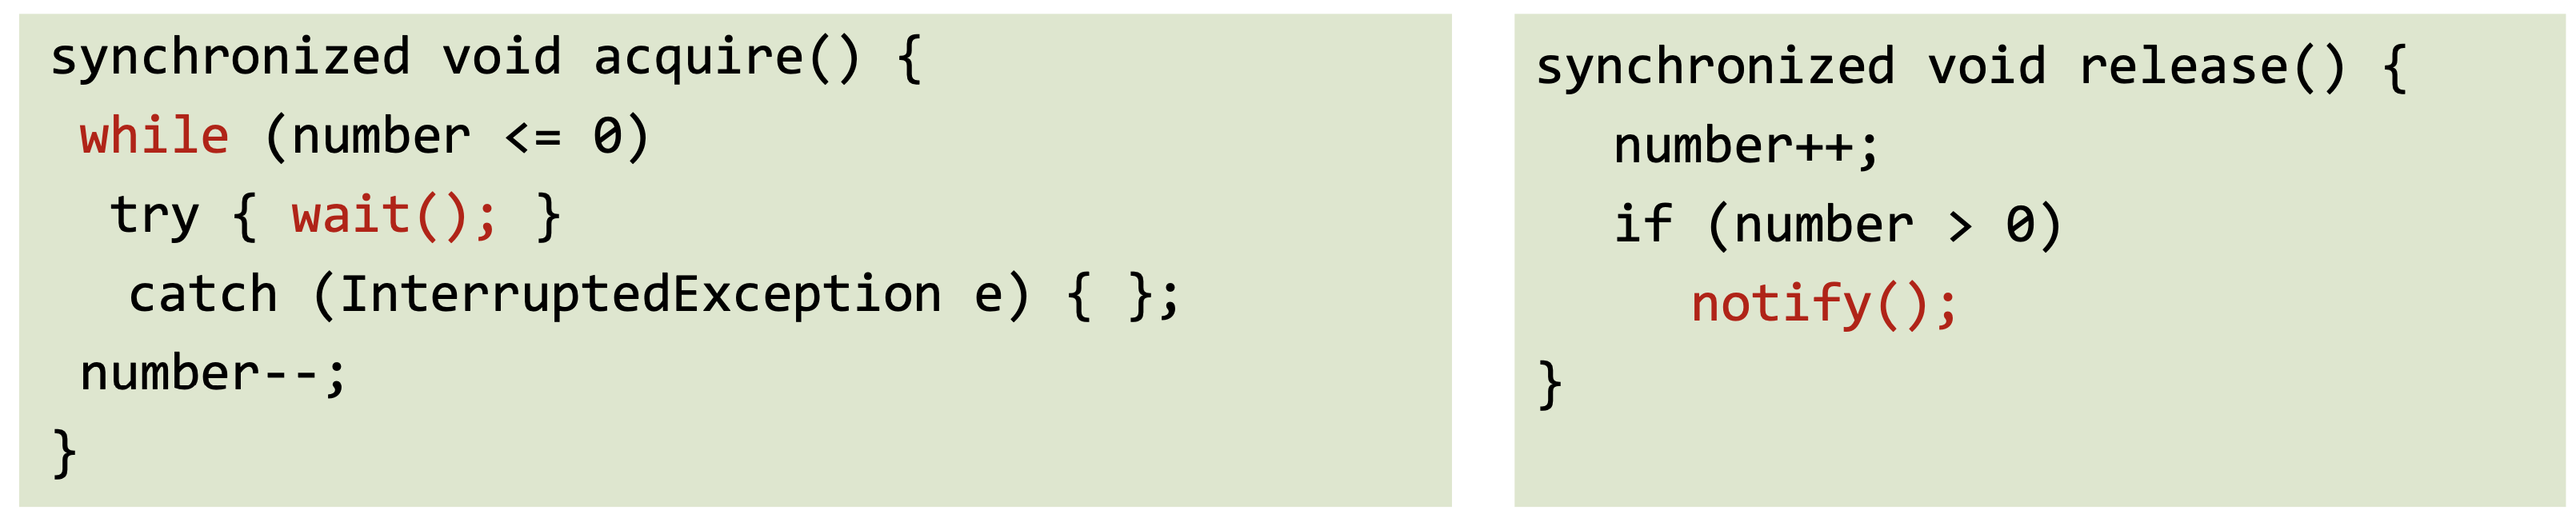 synchronized void acquire() {
while (number <= 0)
try { wait(); }
catch (InterruptedException e) { };
number--;
}
synchronized void release() {
number++;
if (number > 0)
notify();
}